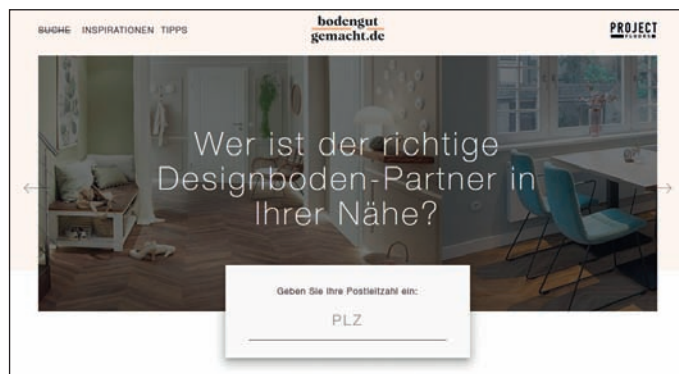 SUCHE INSPIRATIONEN TIPPS
bodengut
gemacht.de
PROJECT
FLOORS
Wer ist der richtige
Designboden-Partner in
Ihrer Nähe?
Geben Sie Ihre Postleitzahl ein:
PLZ